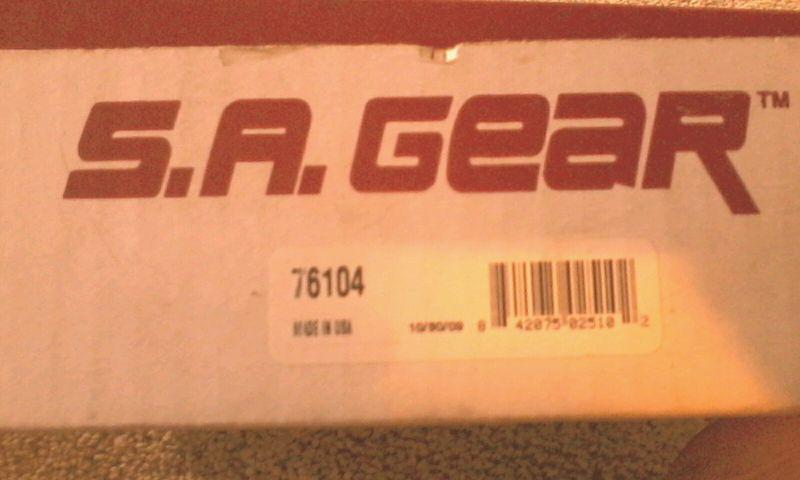 S.A. GeaR™
76104
MADE IN USA
10/30/09
8 42075 02510 2